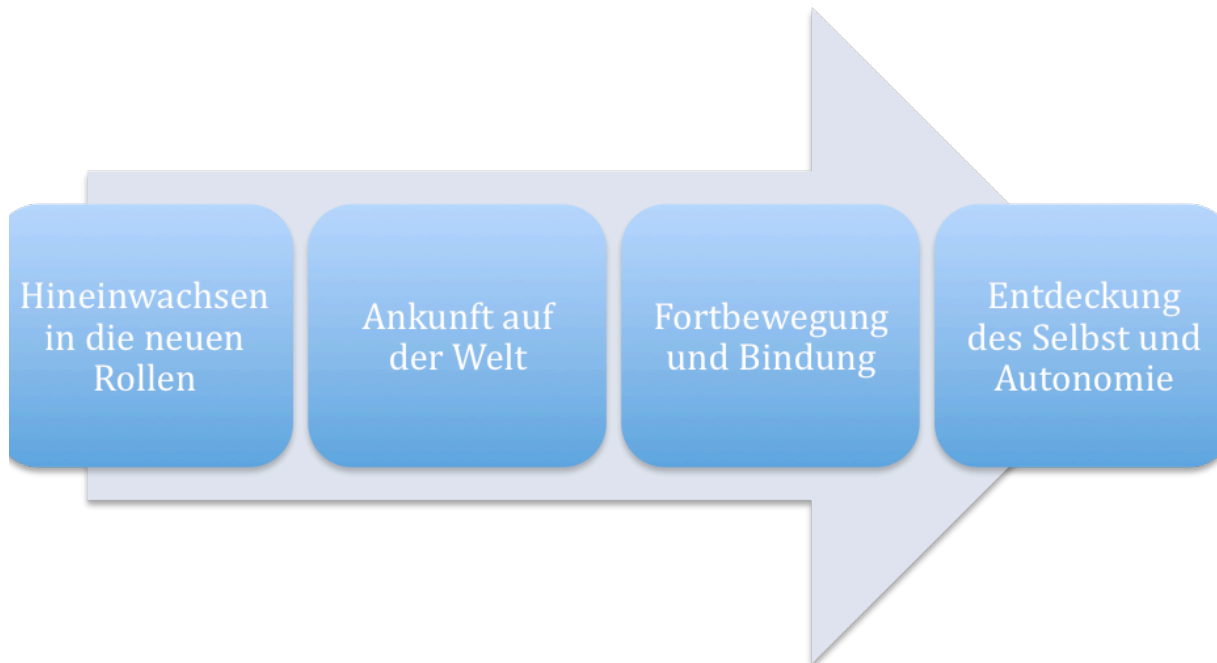 Hineinwachsen
in die neuen
Rollen
Ankunft auf
der Welt
Fortbewegung
und Bindung
Entdeckung
des Selbst und
Autonomie